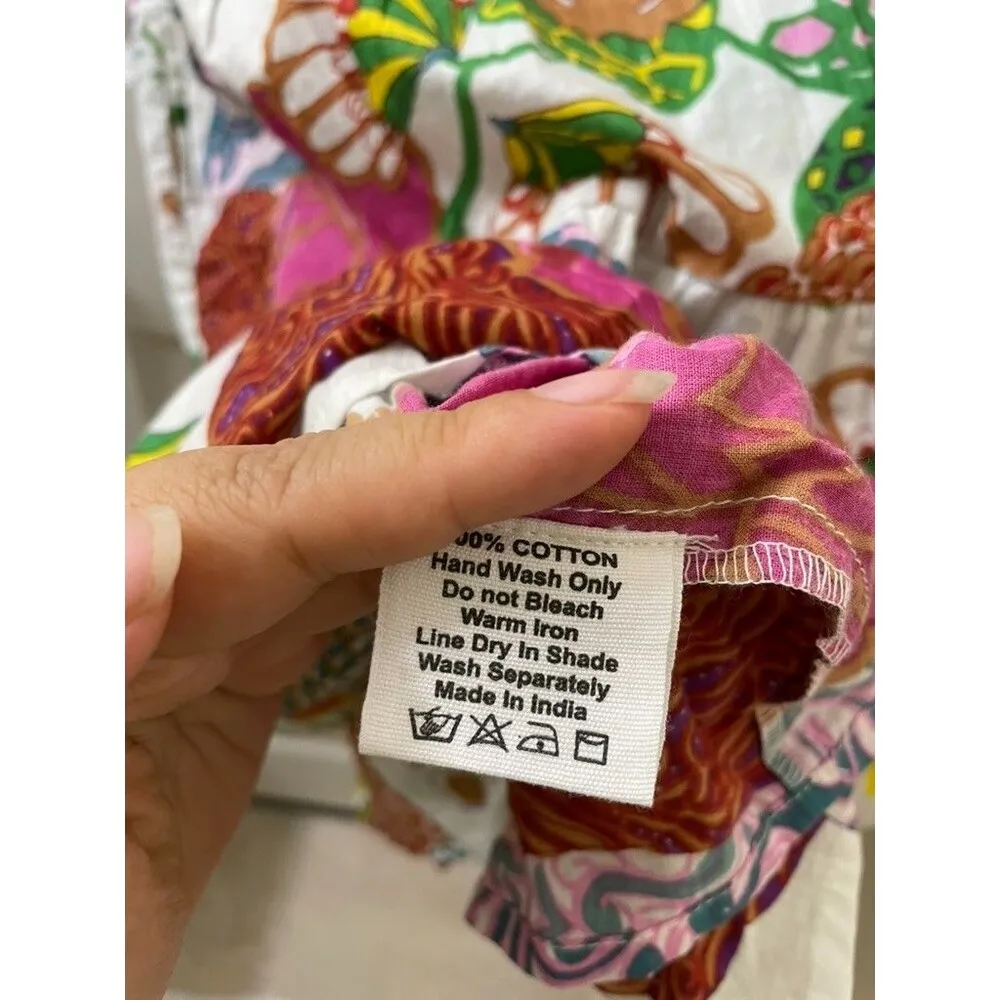 00% COTTON
Hand Wash Only
Do not Bleach
Warm Iron
Line Dry In Shade
Wash Separately
Made In India